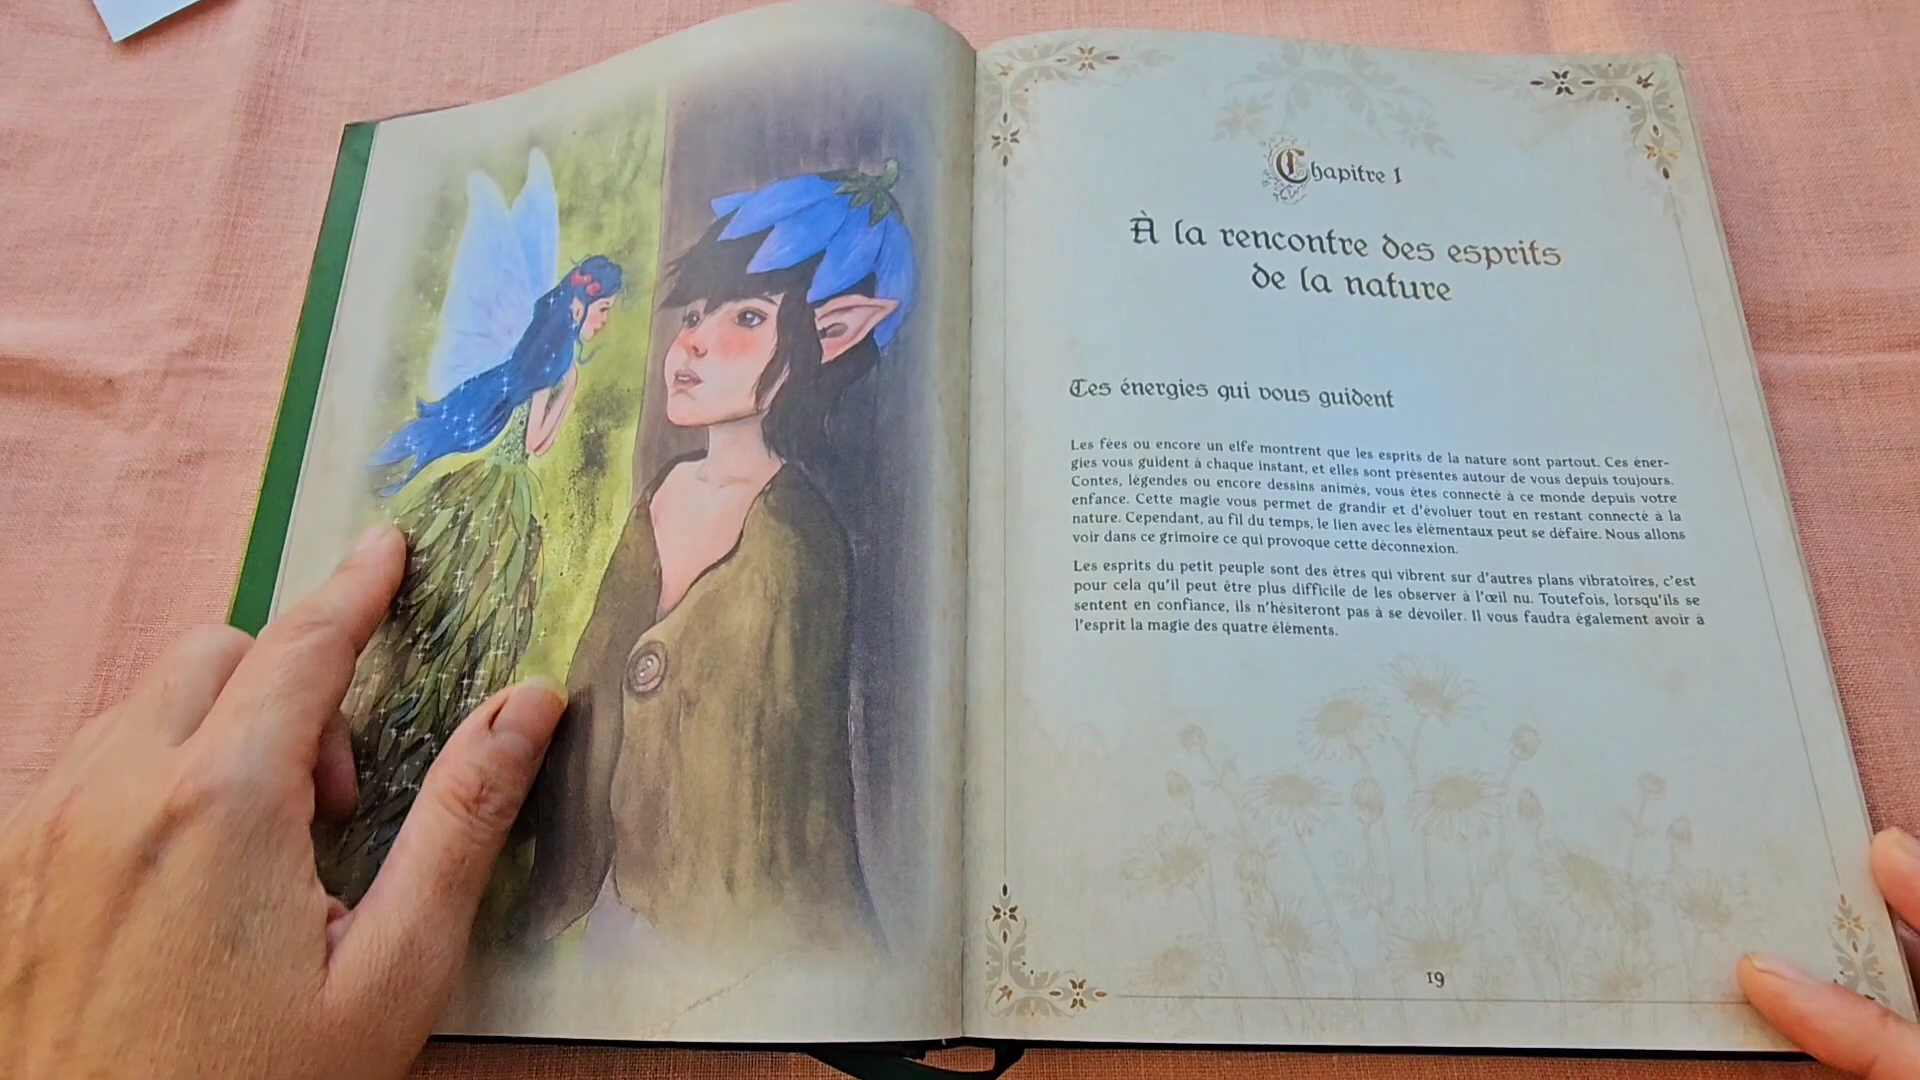 Chapitre I
À la rencontre des esprits
de la nature
Ces énergies qui vous guident
Les fées ou encore un elfe montrent que les esprits de la nature sont partout. Ces éner-
gies vous guident à chaque instant, et elles sont présentes autour de vous depuis toujours.
Contes, légendes ou encore dessins animés, vous êtes connecté à ce monde depuis votre
enfance. Cette magie vous permet de grandir et d'évoluer tout en restant connecté à la
nature. Cependant, au fil du temps, le lien avec les élémentaux peut se défaire. Nous allons
voir dans ce grimoire ce qui provoque cette déconnexion.
Les esprits du petit peuple sont des êtres qui vibrent sur d'autres plans vibratoires, c'est
pour cela qu'il peut être plus difficile de les observer à l'œil nu. Toutefois, lorsqu'ils se
sentent en confiance, ils n'hésiteront pas à se dévoiler. Il vous faudra également avoir à
l'esprit la magie des quatre éléments.
19